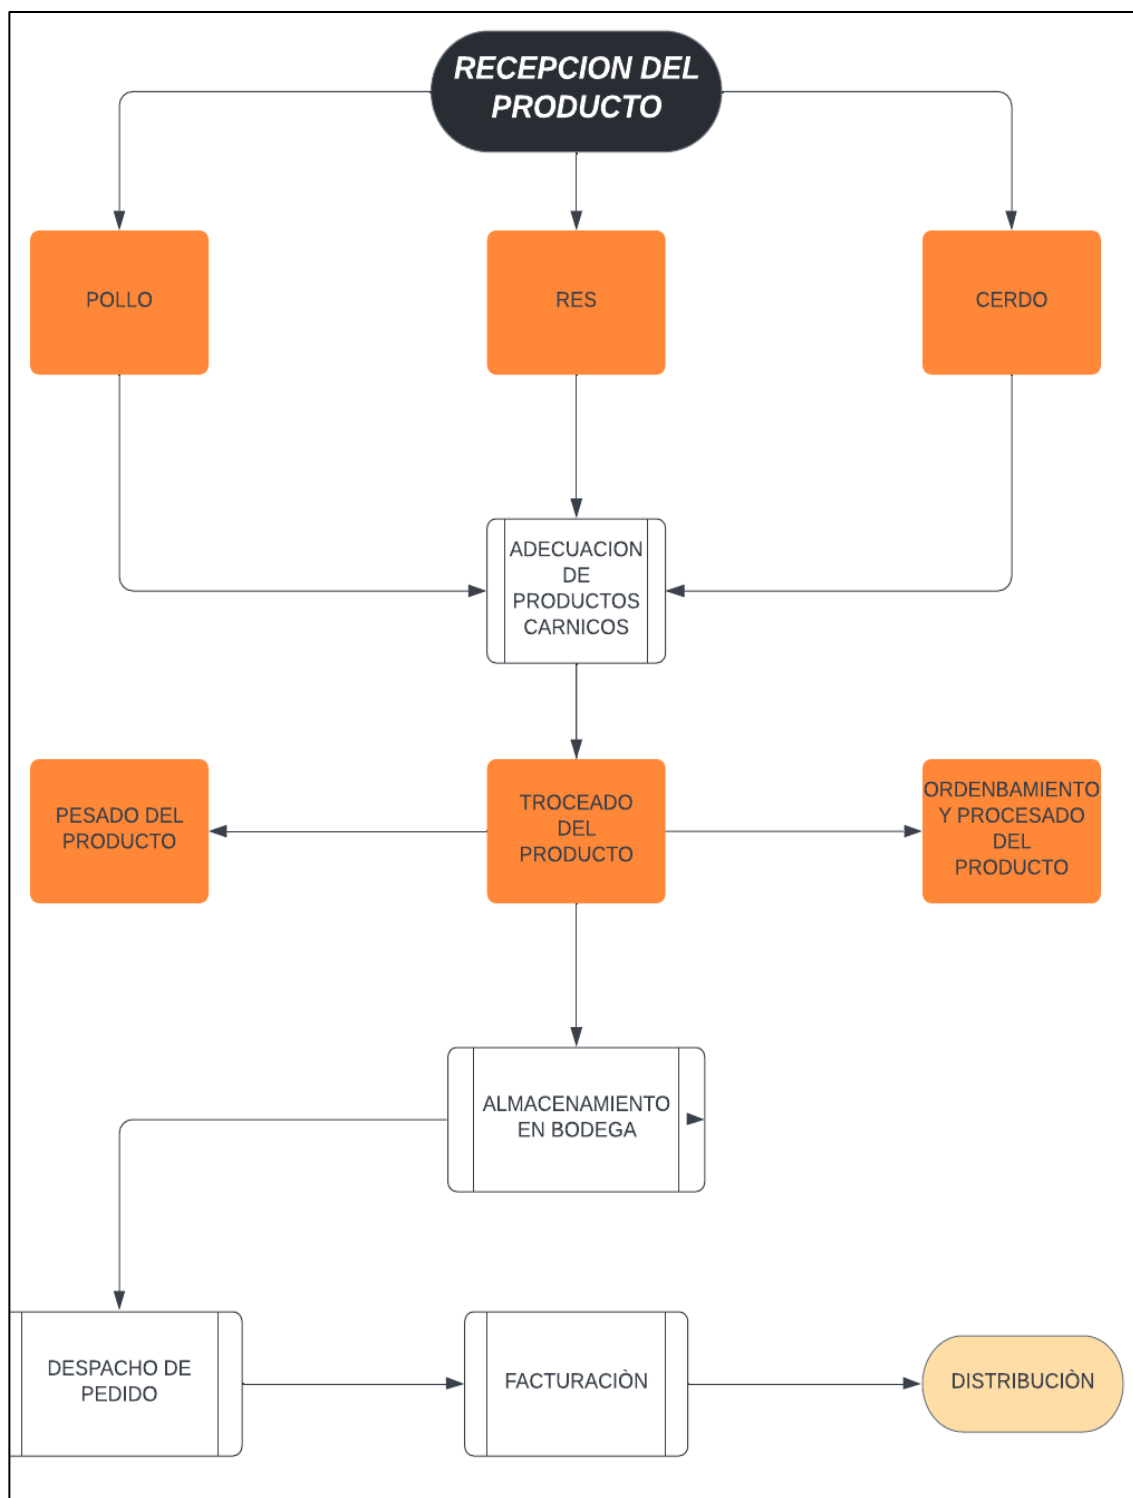 RECEPCION DEL
PRODUCTO
POLLO
RES
CERDO
ADECUACION
DE
PRODUCTOS
CARNICOS
PESADO DEL
PRODUCTO
TROCEADO
DEL
PRODUCTO
ORDENBAMIENTO
Y PROCESADO
DEL
PRODUCTO
ALMACENAMIENTO
EN BODEGA
DESPACHO DE
PEDIDO
FACTURACIÒN
DISTRIBUCIÒN